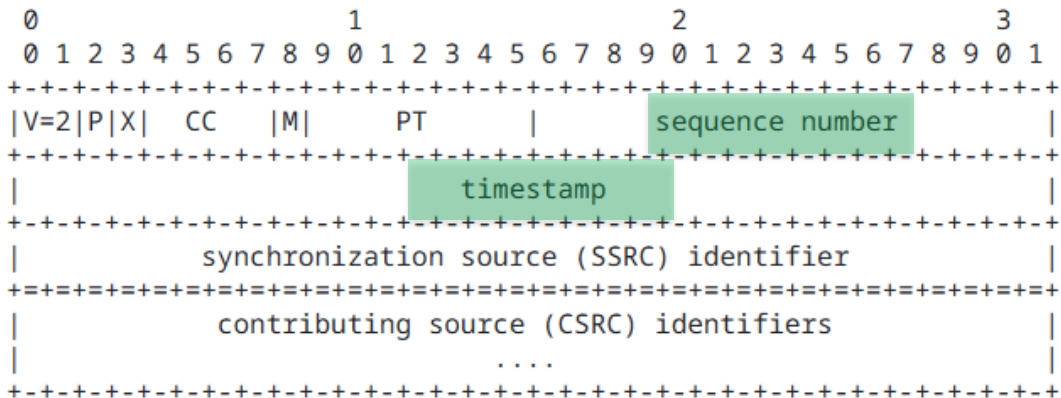 0                   1                   2                   3
0 1 2 3 4 5 6 7 8 9 0 1 2 3 4 5 6 7 8 9 0 1 2 3 4 5 6 7 8 9 0 1
+-+-+-+-+-+-+-+-+-+-+-+-+-+-+-+-+-+-+-+-+-+-+-+-+-+-+-+-+-+-+-+-+
|V=2|P|X|  CC   |M|     PT      |       sequence number         |
+-+-+-+-+-+-+-+-+-+-+-+-+-+-+-+-+-+-+-+-+-+-+-+-+-+-+-+-+-+-+-+-+
|                           timestamp                           |
+-+-+-+-+-+-+-+-+-+-+-+-+-+-+-+-+-+-+-+-+-+-+-+-+-+-+-+-+-+-+-+-+
|           synchronization source (SSRC) identifier            |
+=+=+=+=+=+=+=+=+=+=+=+=+=+=+=+=+=+=+=+=+=+=+=+=+=+=+=+=+=+=+=+=+
|            contributing source (CSRC) identifiers             |
|                             ....                              |
+-+-+-+-+-+-+-+-+-+-+-+-+-+-+-+-+-+-+-+-+-+-+-+-+-+-+-+-+-+-+-+-+